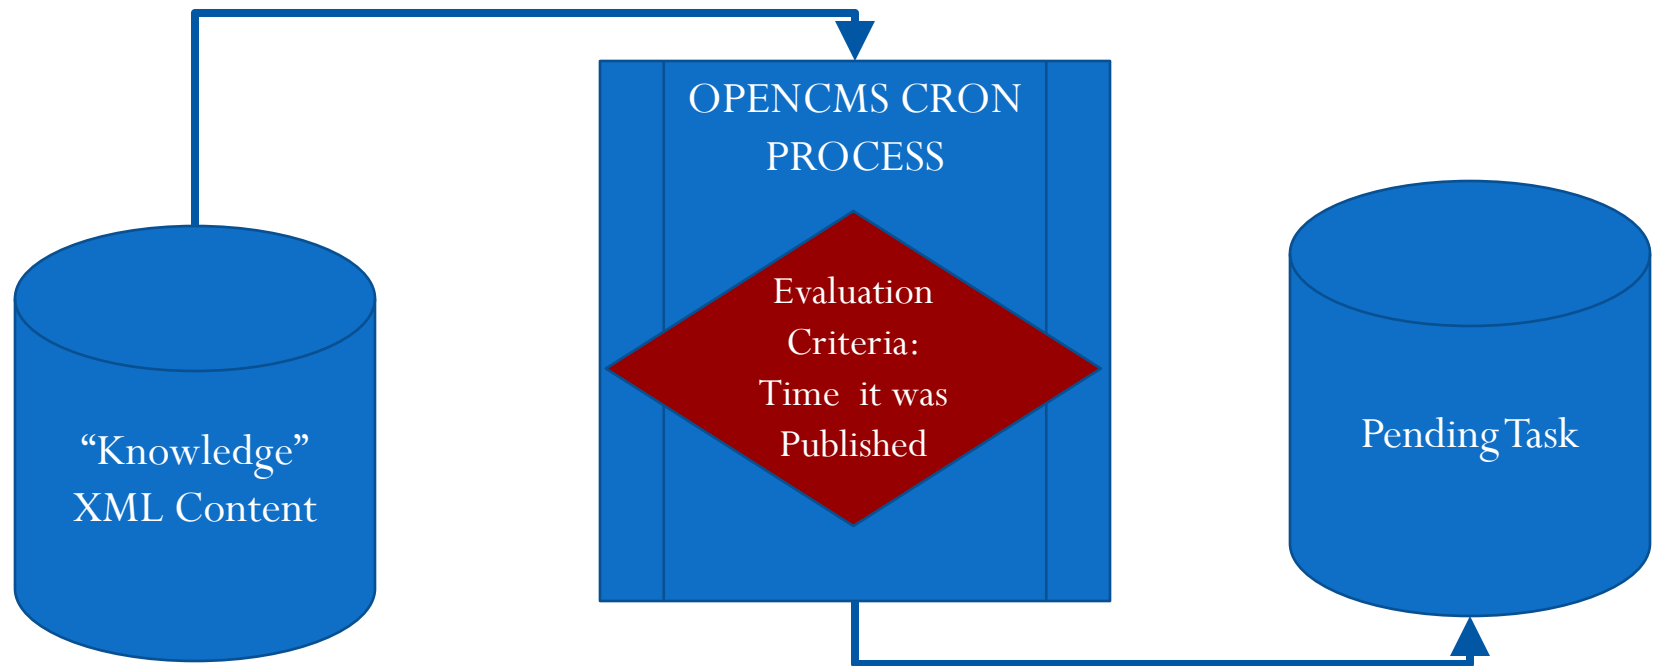 OPENCMS CRON
PROCESS
Evaluation
Criteria:
Time it was
Published
“Knowledge”
XML Content
Pending Task